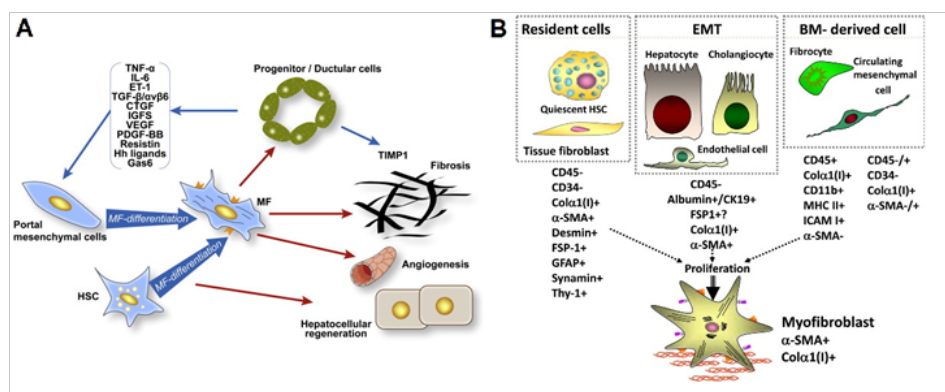 A
TNF-α
IL-6
ET-1
TGF-β/αvβ6
CTGF
IGFS
VEGF
PDGF-BB
Resistin
Hh ligands
Gas6
Progenitor / Ductular cells
TIMP1
Fibrosis
MF
Portal
mesenchymal cells
MF-differentiation
MF-differentiation
HSC
Angiogenesis
Hepatocellular
regeneration
B
Resident cells
Quiescent HSC
Tissue fibroblast
CD45-
CD34-
Colα1(I)+
α-SMA+
Desmin+
FSP-1+
GFAP+
Synamin+
Thy-1+
EMT
Hepatocyte
Cholangiocyte
Endothelial cell
CD45-
Albumin+/CK19+
FSP1+?
Colα1(I)+
α-SMA+
BM- derived cell
Fibrocyte
Circulating
mesenchymal
cell
CD45+
Colα1(I)+
CD11b+
MHC II+
ICAM I+
α-SMA-
CD45-/+
CD34-
Colα1(I)+
α-SMA-/+
Proliferation
Myofibroblast
α-SMA+
Colα1(I)+